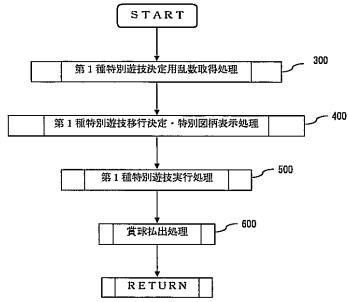 START
第1種特別遊技決定用乱数取得処理
300
第1種特別遊技移行決定・特別図柄表示処理
400
第1種特別遊技実行処理
500
賞球払出処理
600
RETURN